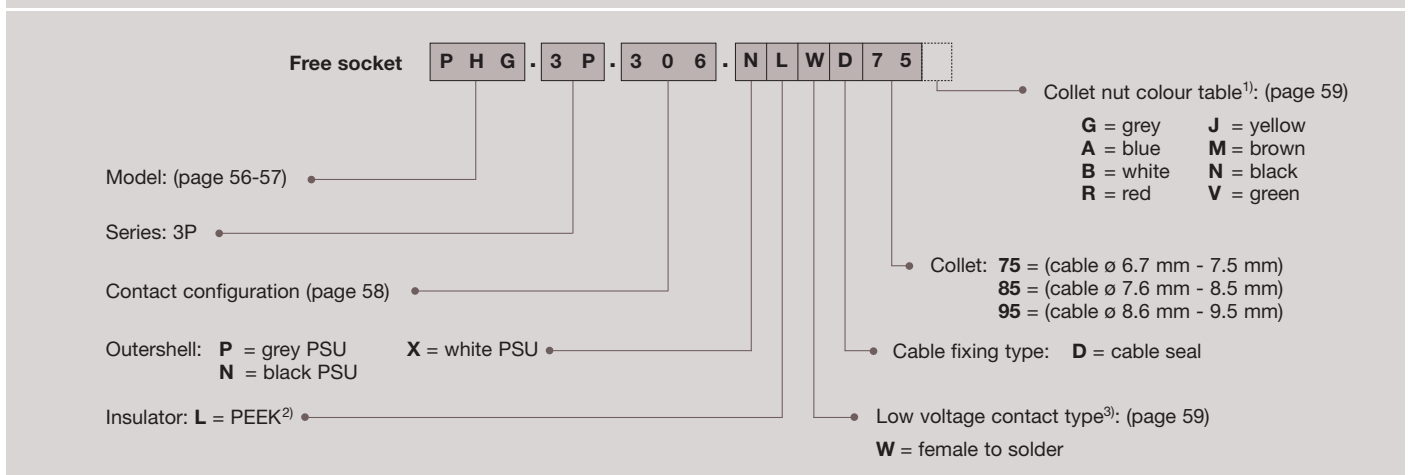 Free socket P H G . 3 P . 3 0 6 . N L W D 7 5
Collet nut colour table1): (page 59)
G = grey J = yellow
A = blue M = brown
B = white N = black
R = red V = green
Model: (page 56-57)
Series: 3P
Collet: 75 = (cable ø 6.7 mm - 7.5 mm)
85 = (cable ø 7.6 mm - 8.5 mm)
95 = (cable ø 8.6 mm - 9.5 mm)
Contact configuration (page 58)
Outershell: P = grey PSU X = white PSU
N = black PSU
Cable fixing type: D = cable seal
Insulator: L = PEEK2)
Low voltage contact type3): (page 59)
W = female to solder